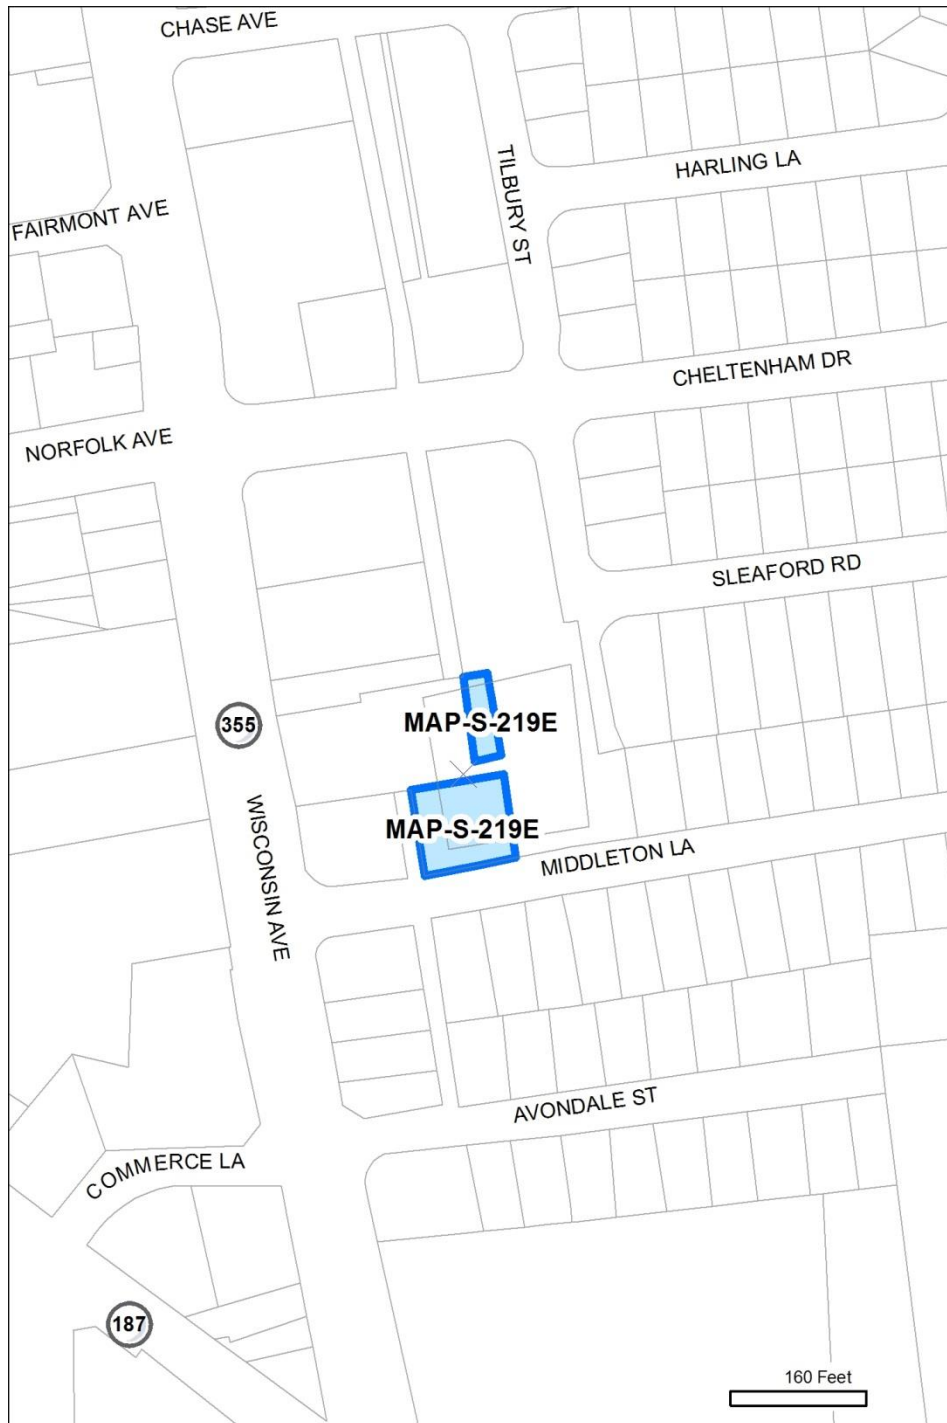 CHASE AVE
TILBURY ST
HARLING LA
FAIRMONT AVE
CHELTENHAM DR
NORFOLK AVE
SLEAFORD RD
355
MAP-S-219E
WISCONSIN AVE
MAP-S-219E
MIDDLETON LA
AVONDALE ST
COMMERCE LA
187
160 Feet